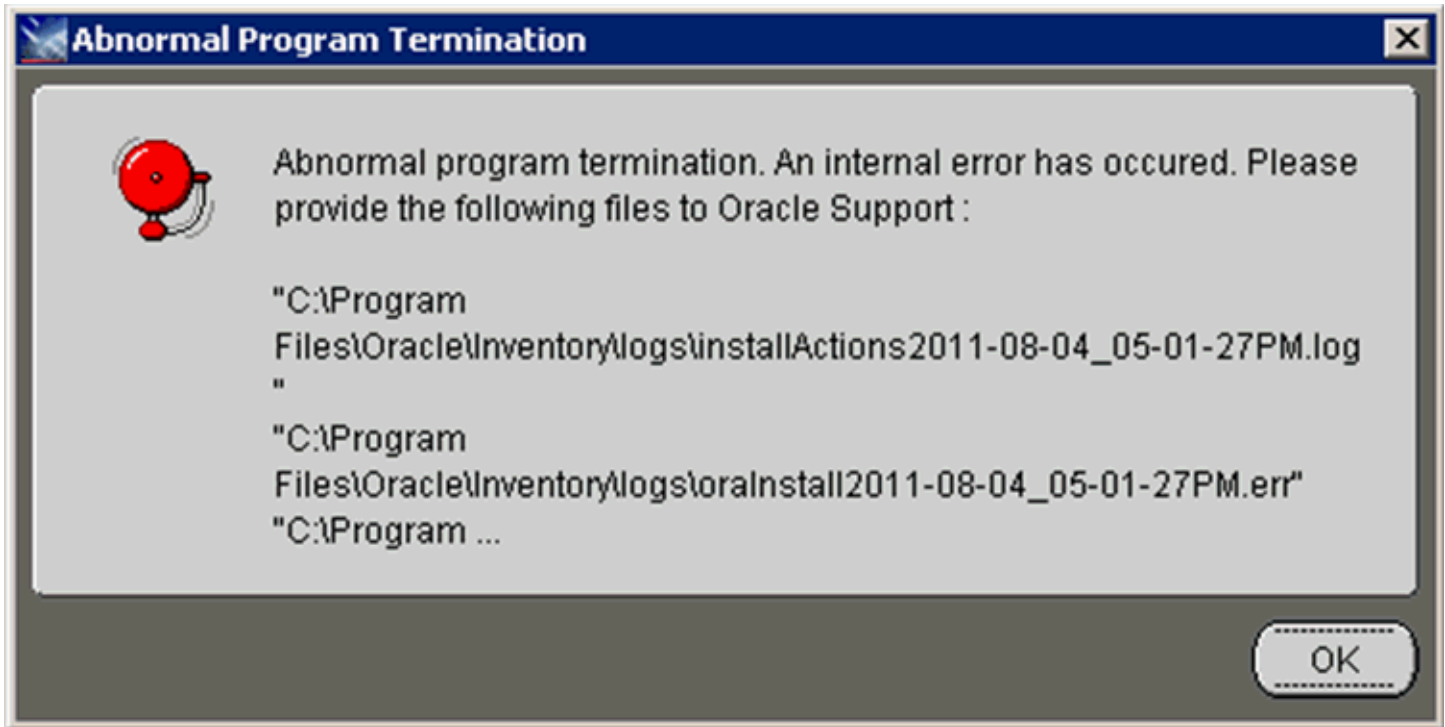 Abnormal Program Termination
Abnormal program termination. An internal error has occured. Please
provide the following files to Oracle Support :
"C:\Program
Files\Oracle\Inventory\logs\installActions2011-08-04_05-01-27PM.log
"
"C:\Program
Files\Oracle\Inventory\logs\oraInstall2011-08-04_05-01-27PM.err"
"C:\Program ...
OK